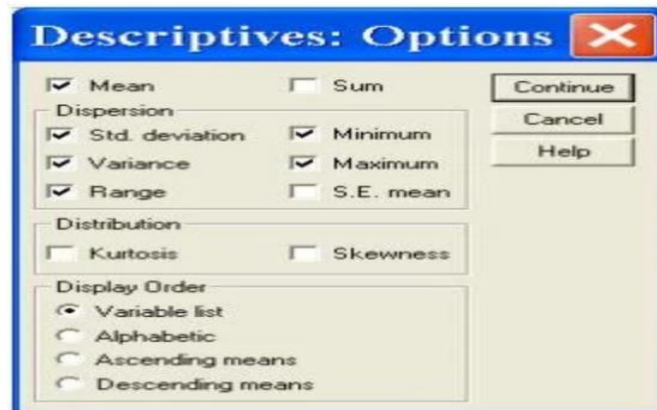 Descriptives: Options
Mean Sum Continue
Dispersion Cancel
Std. deviation Minimum
Variance Maximum Help
Range S.E. mean
Distribution
Kurtosis Skewness
Display Order
Variable list
Alphabetic
Ascending means
Descending means